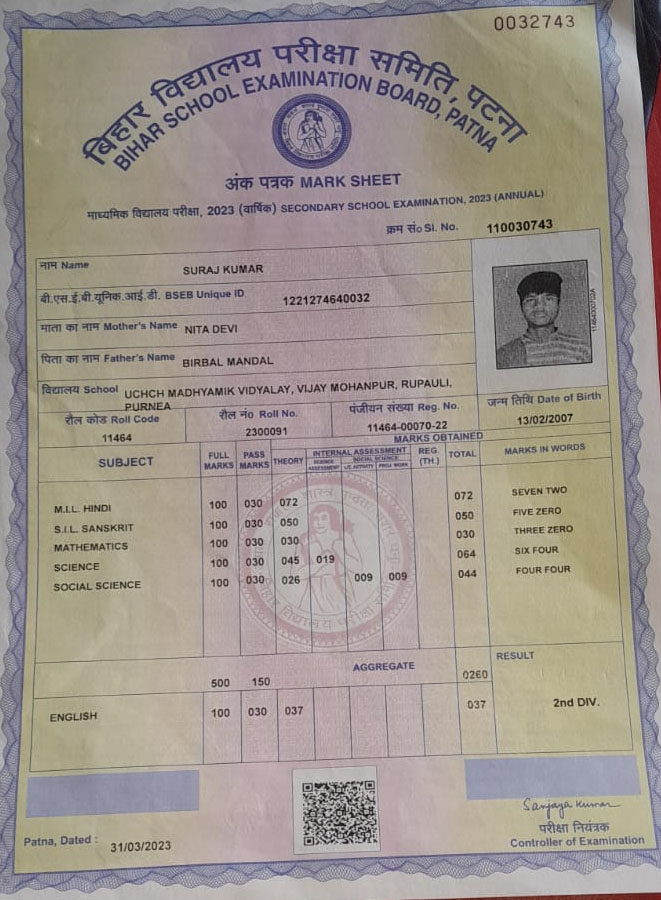 0032743
बिहार विद्यालय परीक्षा समिति, पटना
BIHAR SCHOOL EXAMINATION BOARD, PATNA
अंक पत्रक MARK SHEET
माध्यमिक विद्यालय परीक्षा, 2023 (वार्षिक) SECONDARY SCHOOL EXAMINATION, 2023 (ANNUAL)
क्रम सं० Sl. No. 110030743
नाम Name SURAJ KUMAR
बी.एस.ई.बी.यूनिक.आई.डी. BSEB Unique ID 1221274640032
माता का नाम Mother's Name NITA DEVI
पिता का नाम Father's Name BIRBAL MANDAL
विद्यालय School UCHCH MADHYAMIK VIDYALAY, VIJAY MOHANPUR, RUPAULI,
PURNEA
रौल कोड Roll Code रौल नं० Roll No. पंजीयन संख्या Reg. No. जन्म तिथि Date of Birth
11464 2300091 11464-00070-22 13/02/2007
MARKS OBTAINED
SUBJECT FULL MARKS PASS MARKS THEORY INTERNAL ASSESSMENT REG. (TH.) TOTAL MARKS IN WORDS
SCIENCE ASSESSMENT SOCIAL SCIENCE PROJ. WORK
M.I.L. HINDI 100 030 072 072 SEVEN TWO
S.I.L. SANSKRIT 100 030 050 050 FIVE ZERO
MATHEMATICS 100 030 030 030 THREE ZERO
SCIENCE 100 030 045 019 064 SIX FOUR
SOCIAL SCIENCE 100 030 026 009 009 044 FOUR FOUR
500 150 AGGREGATE 0260 RESULT
ENGLISH 100 030 037 037 2nd DIV.
Sanjaya Kumar
परीक्षा नियंत्रक
Controller of Examination
Patna, Dated : 31/03/2023